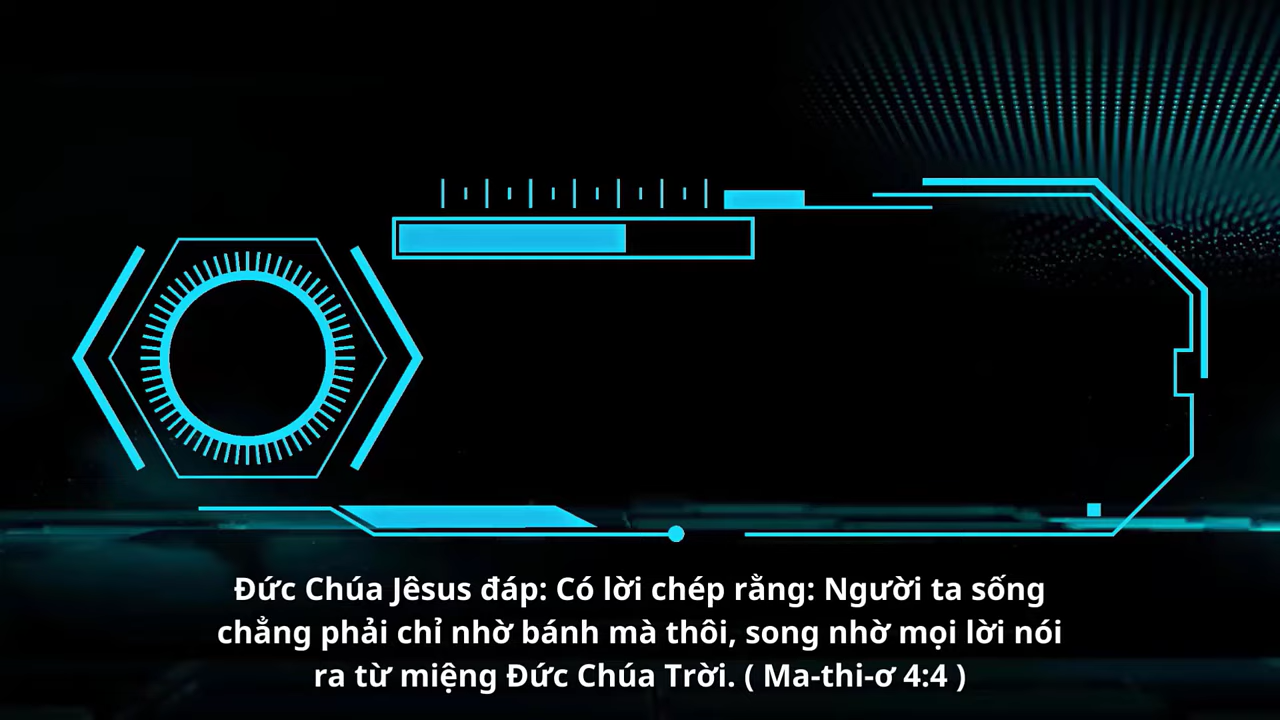 Đức Chúa Jêsus đáp: Có lời chép rằng: Người ta sống
chẳng phải chỉ nhờ bánh mà thôi, song nhờ mọi lời nói
ra từ miệng Đức Chúa Trời. ( Ma-thi-ơ 4:4 )